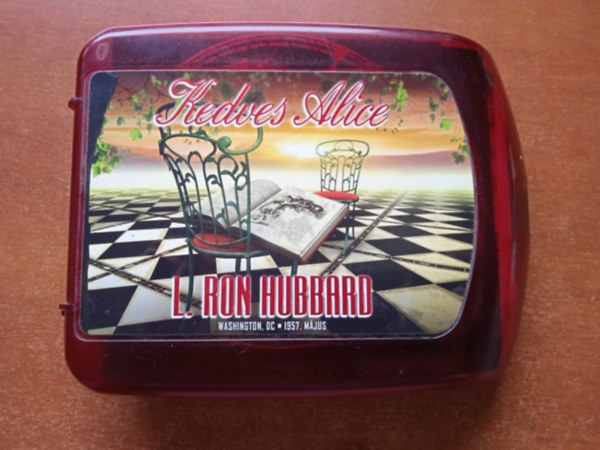 Kedves Alice
L. RON HUBBARD
WASHINGTON, DC • 1957. MÁJUS